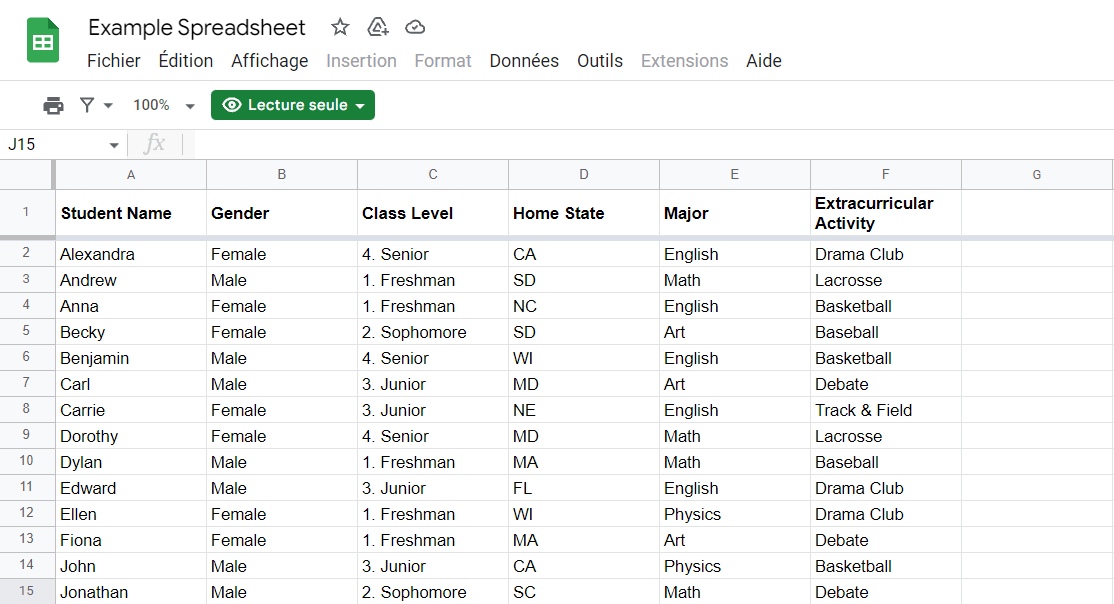 Example Spreadsheet
Fichier Édition Affichage Insertion Format Données Outils Extensions Aide
100% Lecture seule
J15 fx
A B C D E F G
1 Student Name Gender Class Level Home State Major Extracurricular Activity
2 Alexandra Female 4. Senior CA English Drama Club
3 Andrew Male 1. Freshman SD Math Lacrosse
4 Anna Female 1. Freshman NC English Basketball
5 Becky Female 2. Sophomore SD Art Baseball
6 Benjamin Male 4. Senior WI English Basketball
7 Carl Male 3. Junior MD Art Debate
8 Carrie Female 3. Junior NE English Track & Field
9 Dorothy Female 4. Senior MD Math Lacrosse
10 Dylan Male 1. Freshman MA Math Baseball
11 Edward Male 3. Junior FL English Drama Club
12 Ellen Female 1. Freshman WI Physics Drama Club
13 Fiona Female 1. Freshman MA Art Debate
14 John Male 3. Junior CA Physics Basketball
15 Jonathan Male 2. Sophomore SC Math Debate